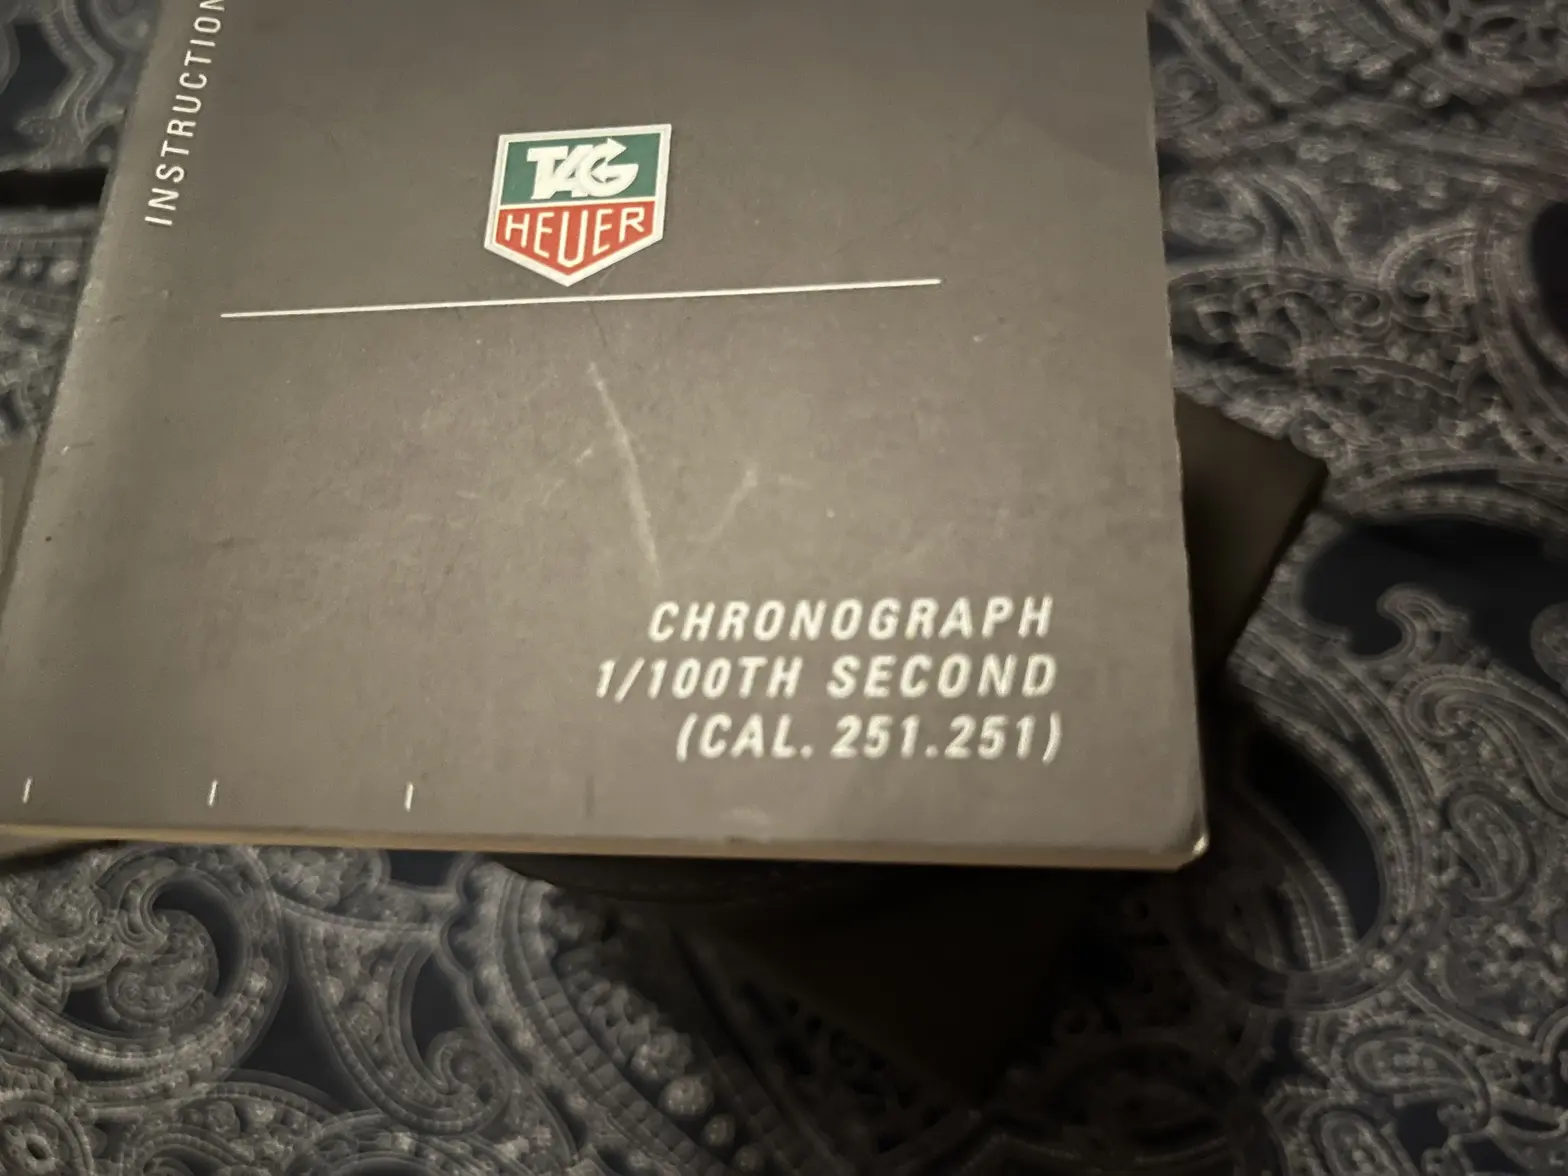 INSTRUCTION
TAG
HEUER
CHRONOGRAPH
1/100TH SECOND
(CAL. 251.251)